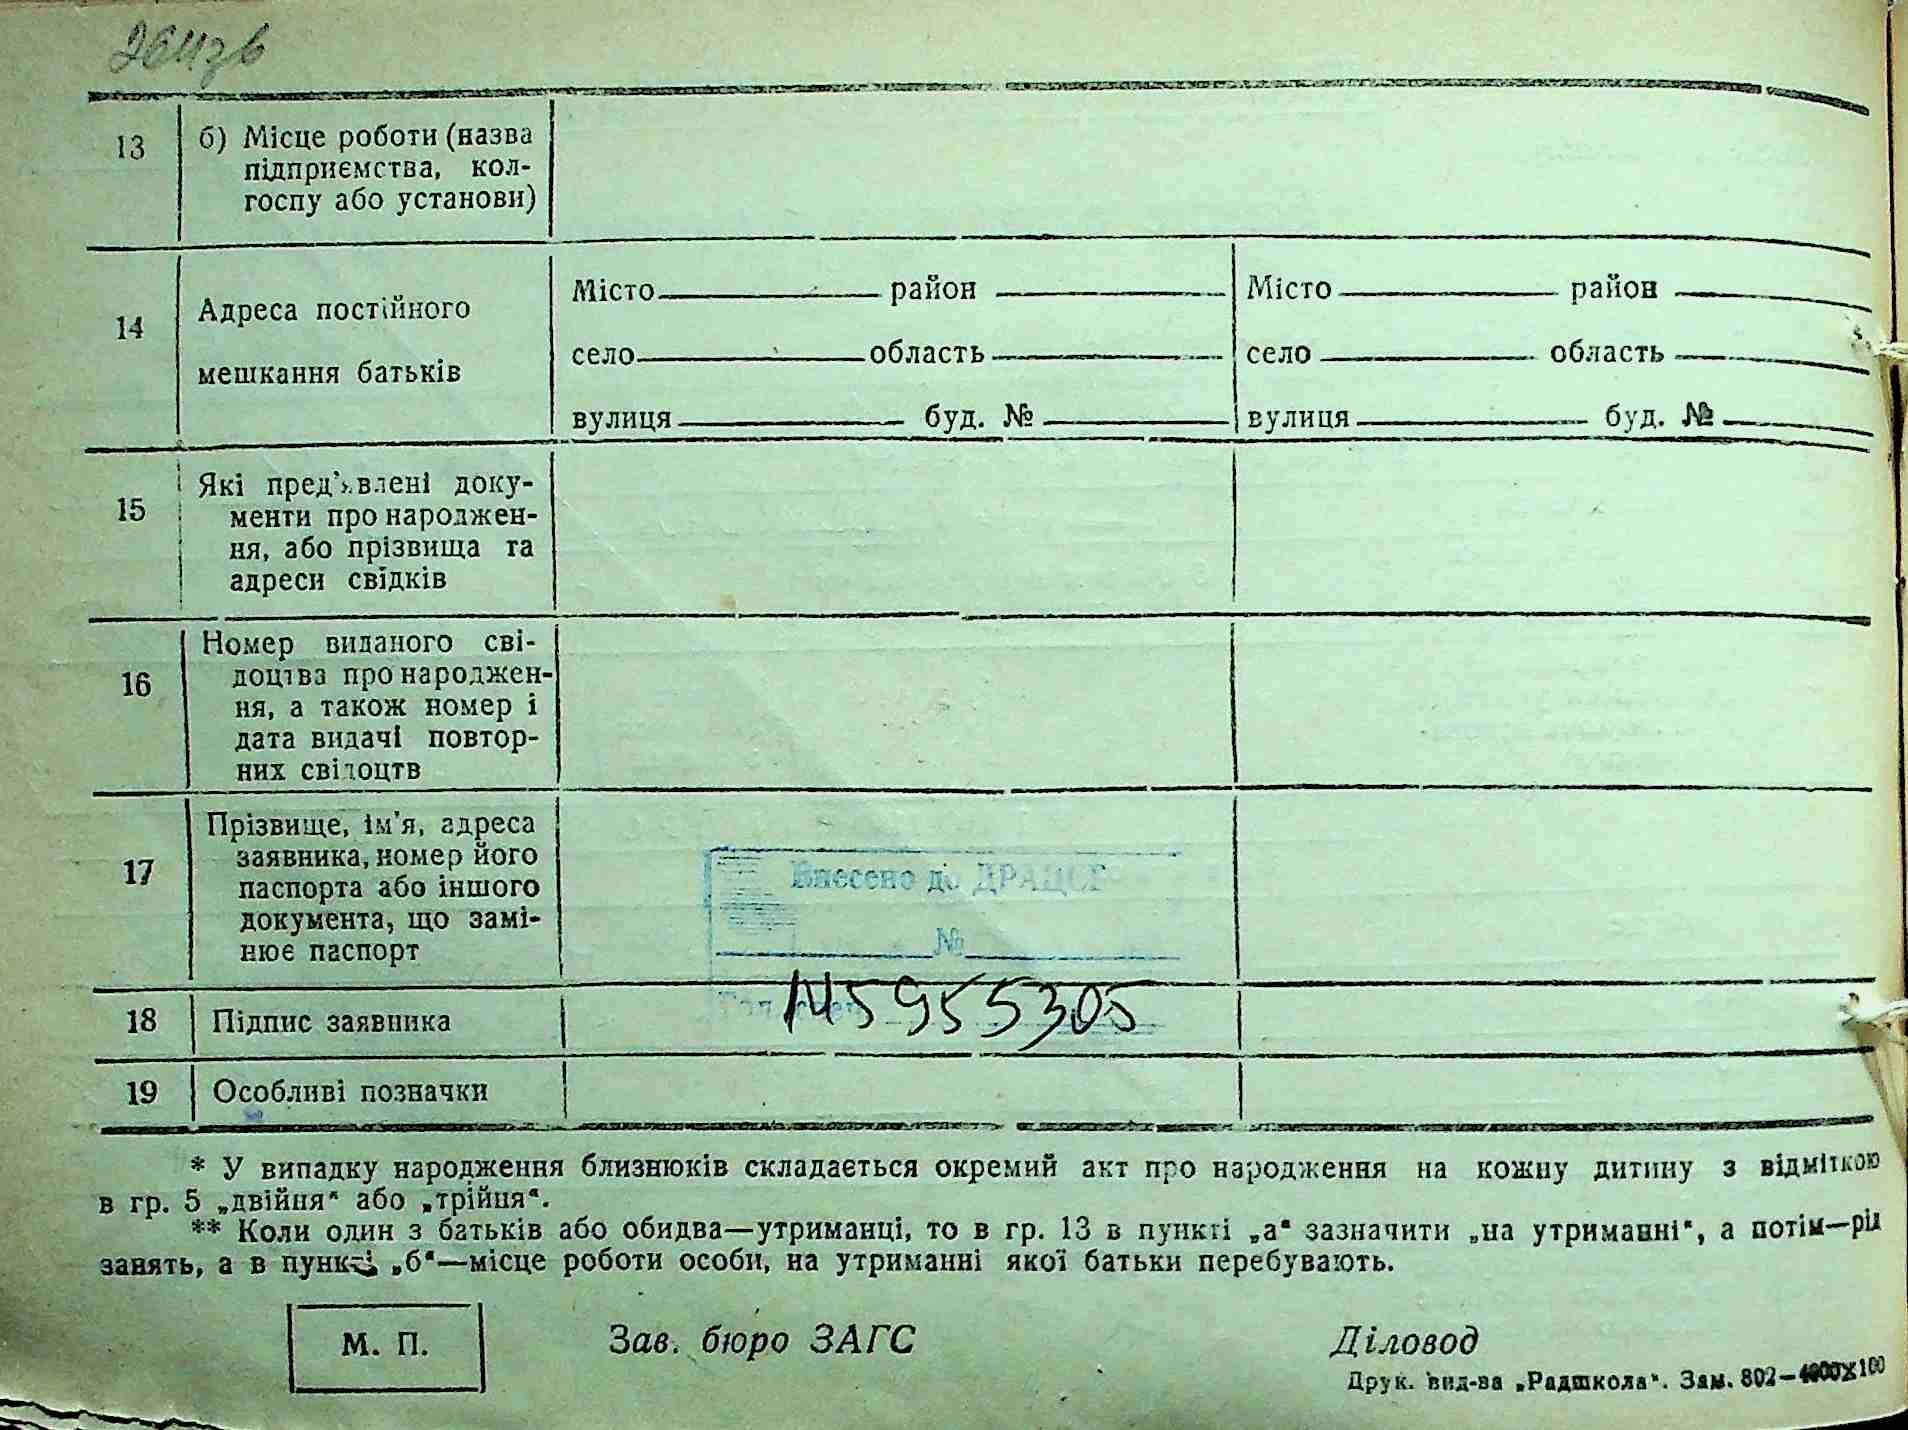 13
б) Місце роботи (назва
підприємства, кол-
госпу або установи)
14
Адреса постійного
мешкання батьків
Місто район
село область
вулиця буд. №
Місто район
село область
вулиця буд. №
15
Які пред'явлені доку-
менти про народжен-
ня, або прізвища та
адреси свідків
16
Номер виданого сві-
доцтва про народжен-
ня, а також номер і
дата видачі повтор-
них свідоцтв
17
Прізвище, ім'я, адреса
заявника, номер його
паспорта або іншого
документа, що замі-
нює паспорт
Внесено до ДРАЦСГ
№
18
Підпис заявника
145955305
19
Особливі позначки
* У випадку народження близнюків складається окремий акт про народження на кожну дитину з відміткою
в гр. 5 „двійня“ або „трійня“.
** Коли один з батьків або обидва—утриманці, то в гр. 13 в пункті „а“ зазначити „на утриманні“, а потім—рід
занять, а в пункті „б“—місце роботи особи, на утриманні якої батьки перебувають.
М. П.
Зав. бюро ЗАГС
Діловод
Друк. вид-ва „Радшкола“. Зам. 802—4000X100